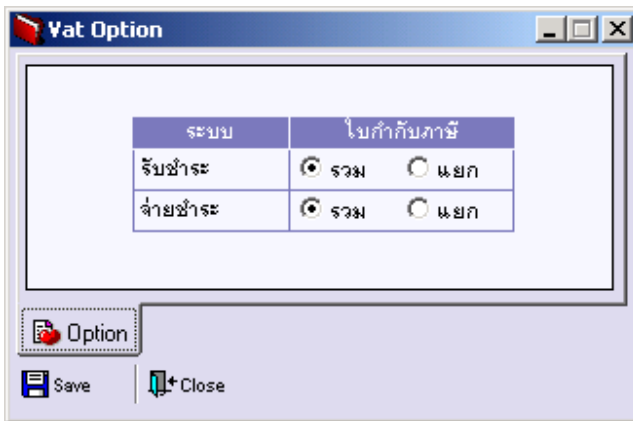 Vat Option
ระบบ ใบกำกับภาษี
รับชำระ รวม แยก
จ่ายชำระ รวม แยก
Option
Save Close